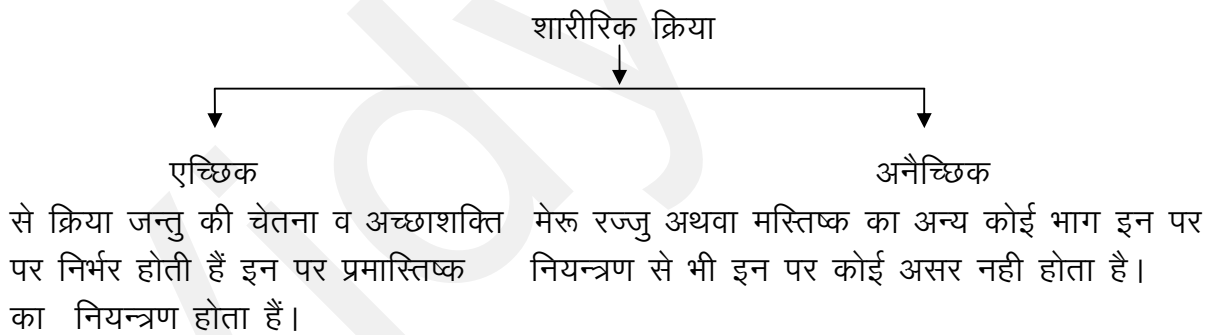 शारीरिक क्रिया
एच्छिक
से क्रिया जन्तु की चेतना व अच्छाशक्ति
पर निर्भर होती हैं इन पर प्रमास्तिष्क
का नियन्त्रण होता हैं।
अनैच्छिक
मेरू रज्जु अथवा मस्तिष्क का अन्य कोई भाग इन पर
नियन्त्रण से भी इन पर कोई असर नही होता है।